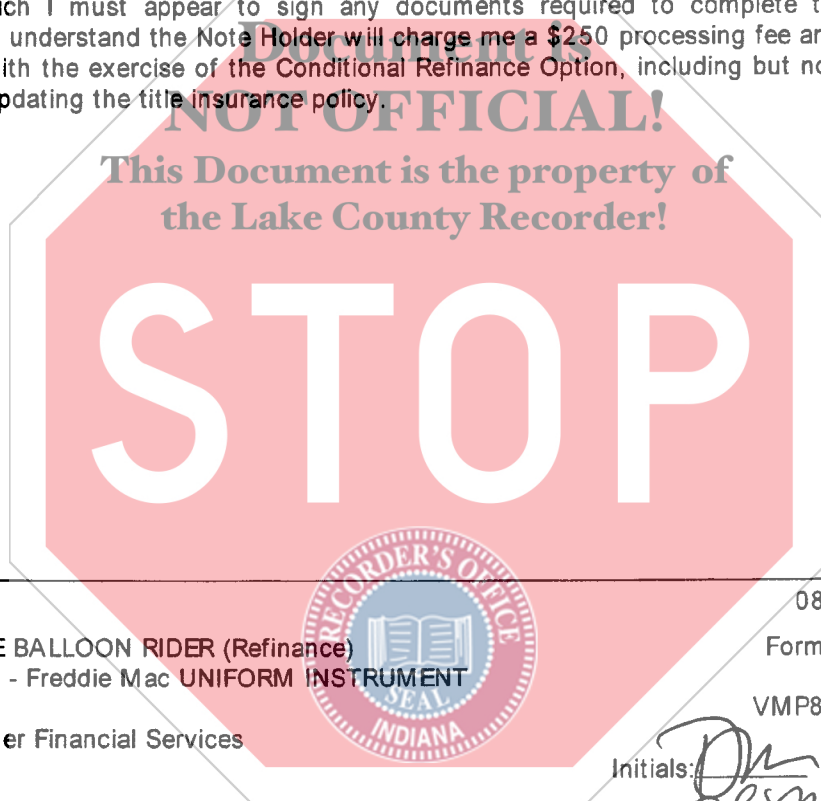 ich I must appear to sign any documents required to complete t
understand the Note Holder will charge me a $250 processing fee an
ith the exercise of the Conditional Refinance Option, including but no
pdating the title insurance policy.
Document is
NOT OFFICIAL!
This Document is the property of
the Lake County Recorder!
STOP
RECORDER'S OFFICE
SEAL
INDIANA
08
E BALLOON RIDER (Refinance)
Form
- Freddie Mac UNIFORM INSTRUMENT
VMP8
er Financial Services
Initials: